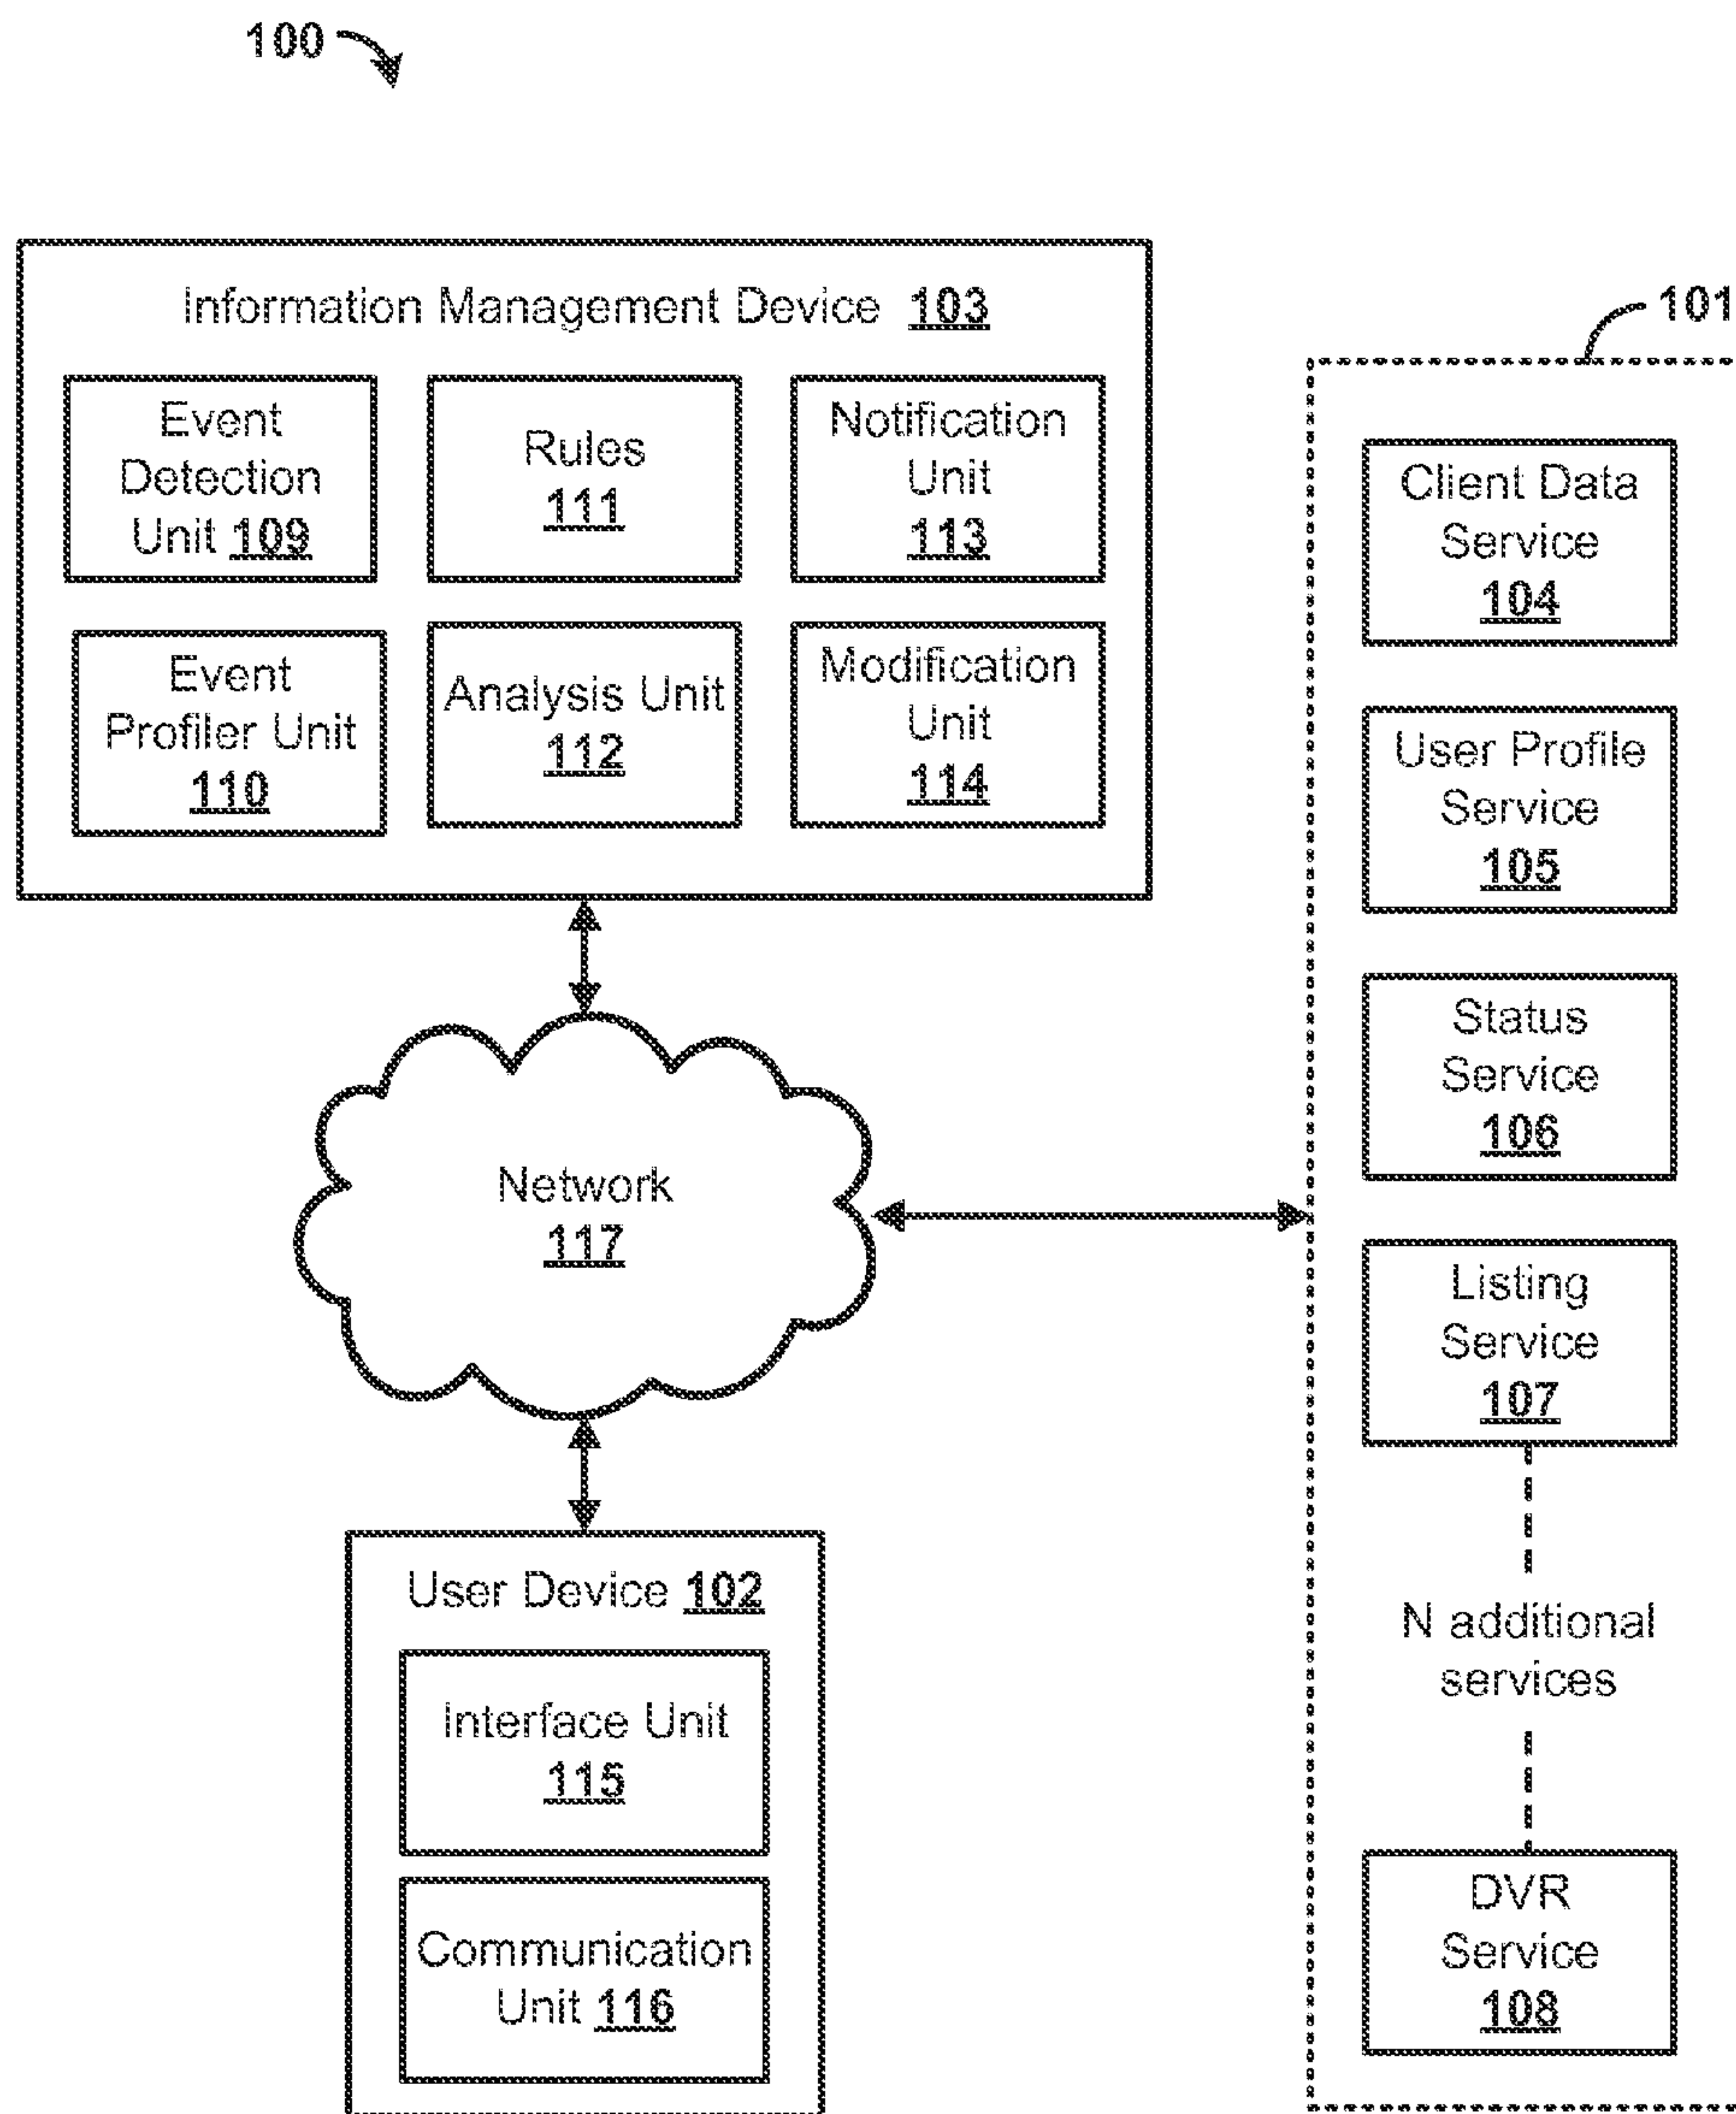 100
Information Management Device 103
Event
Detection
Unit 109
Rules
111
Notification
Unit
113
Event
Profiler Unit
110
Analysis Unit
112
Modification
Unit
114
101
Client Data
Service
104
User Profile
Service
105
Status
Service
106
Listing
Service
107
N additional
services
DVR
Service
108
Network
117
User Device 102
Interface Unit
115
Communication
Unit 116